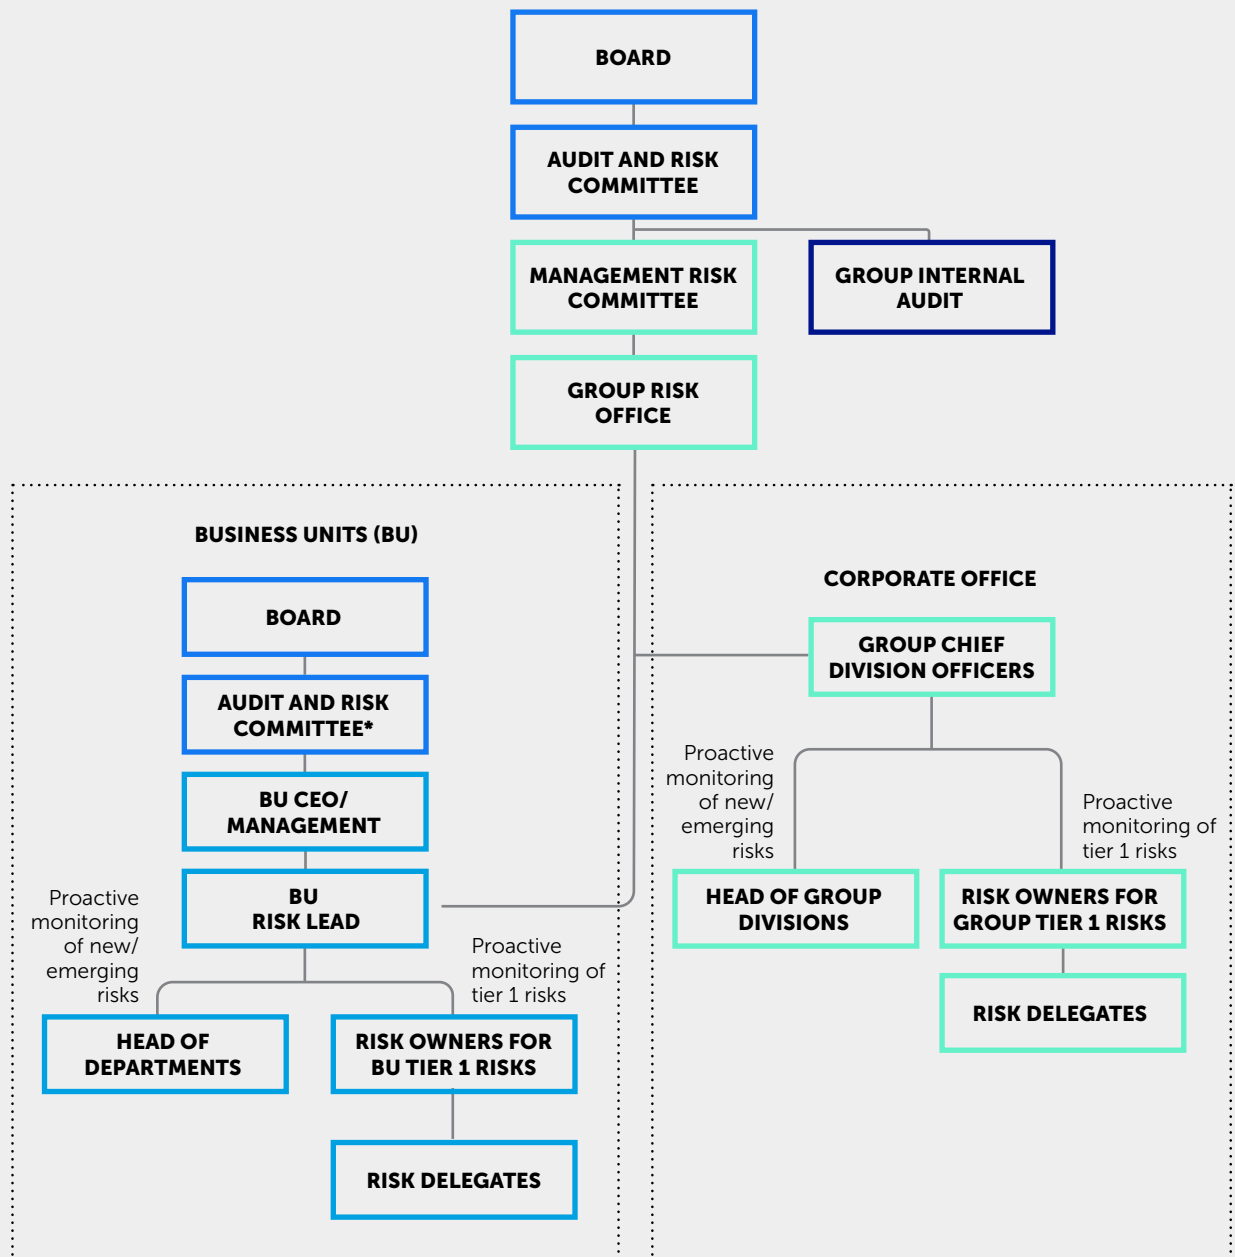 BOARD
AUDIT AND RISK
COMMITTEE
MANAGEMENT RISK
COMMITTEE
GROUP INTERNAL
AUDIT
GROUP RISK
OFFICE
BUSINESS UNITS (BU)
BOARD
AUDIT AND RISK
COMMITTEE*
BU CEO/
MANAGEMENT
BU
RISK LEAD
Proactive
monitoring
of new/
emerging
risks
Proactive
monitoring of
tier 1 risks
HEAD OF
DEPARTMENTS
RISK OWNERS FOR
BU TIER 1 RISKS
RISK DELEGATES
CORPORATE OFFICE
GROUP CHIEF
DIVISION OFFICERS
Proactive
monitoring
of new/
emerging
risks
Proactive
monitoring of
tier 1 risks
HEAD OF GROUP
DIVISIONS
RISK OWNERS FOR
GROUP TIER 1 RISKS
RISK DELEGATES